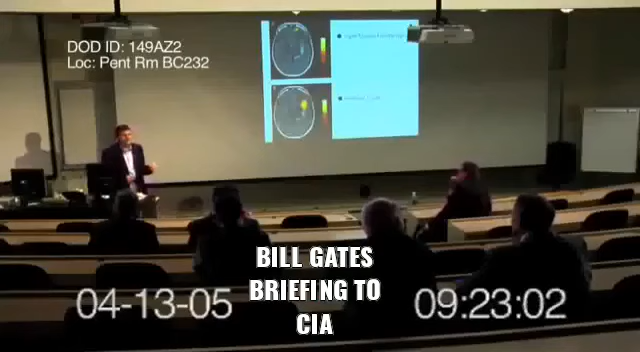 DOD ID: 149AZ2
Loc: Pent Rm BC232
BILL GATES
BRIEFING TO
CIA
04-13-05
09:23:02